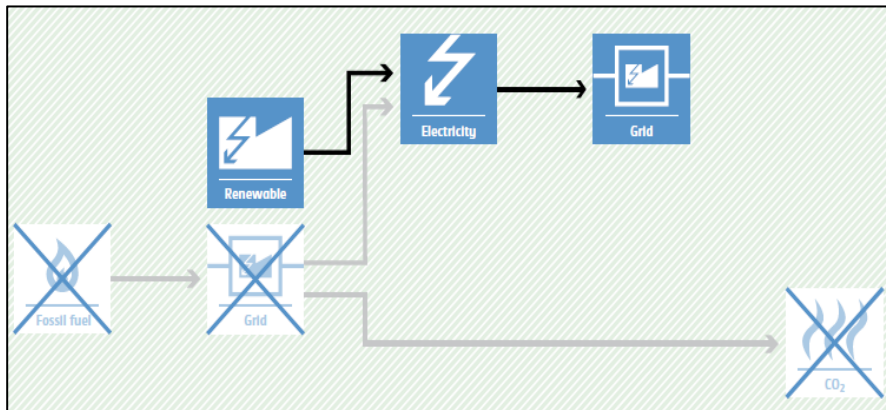 Electricity
Grid
Renewable
Fossil fuel
Grid
CO₂